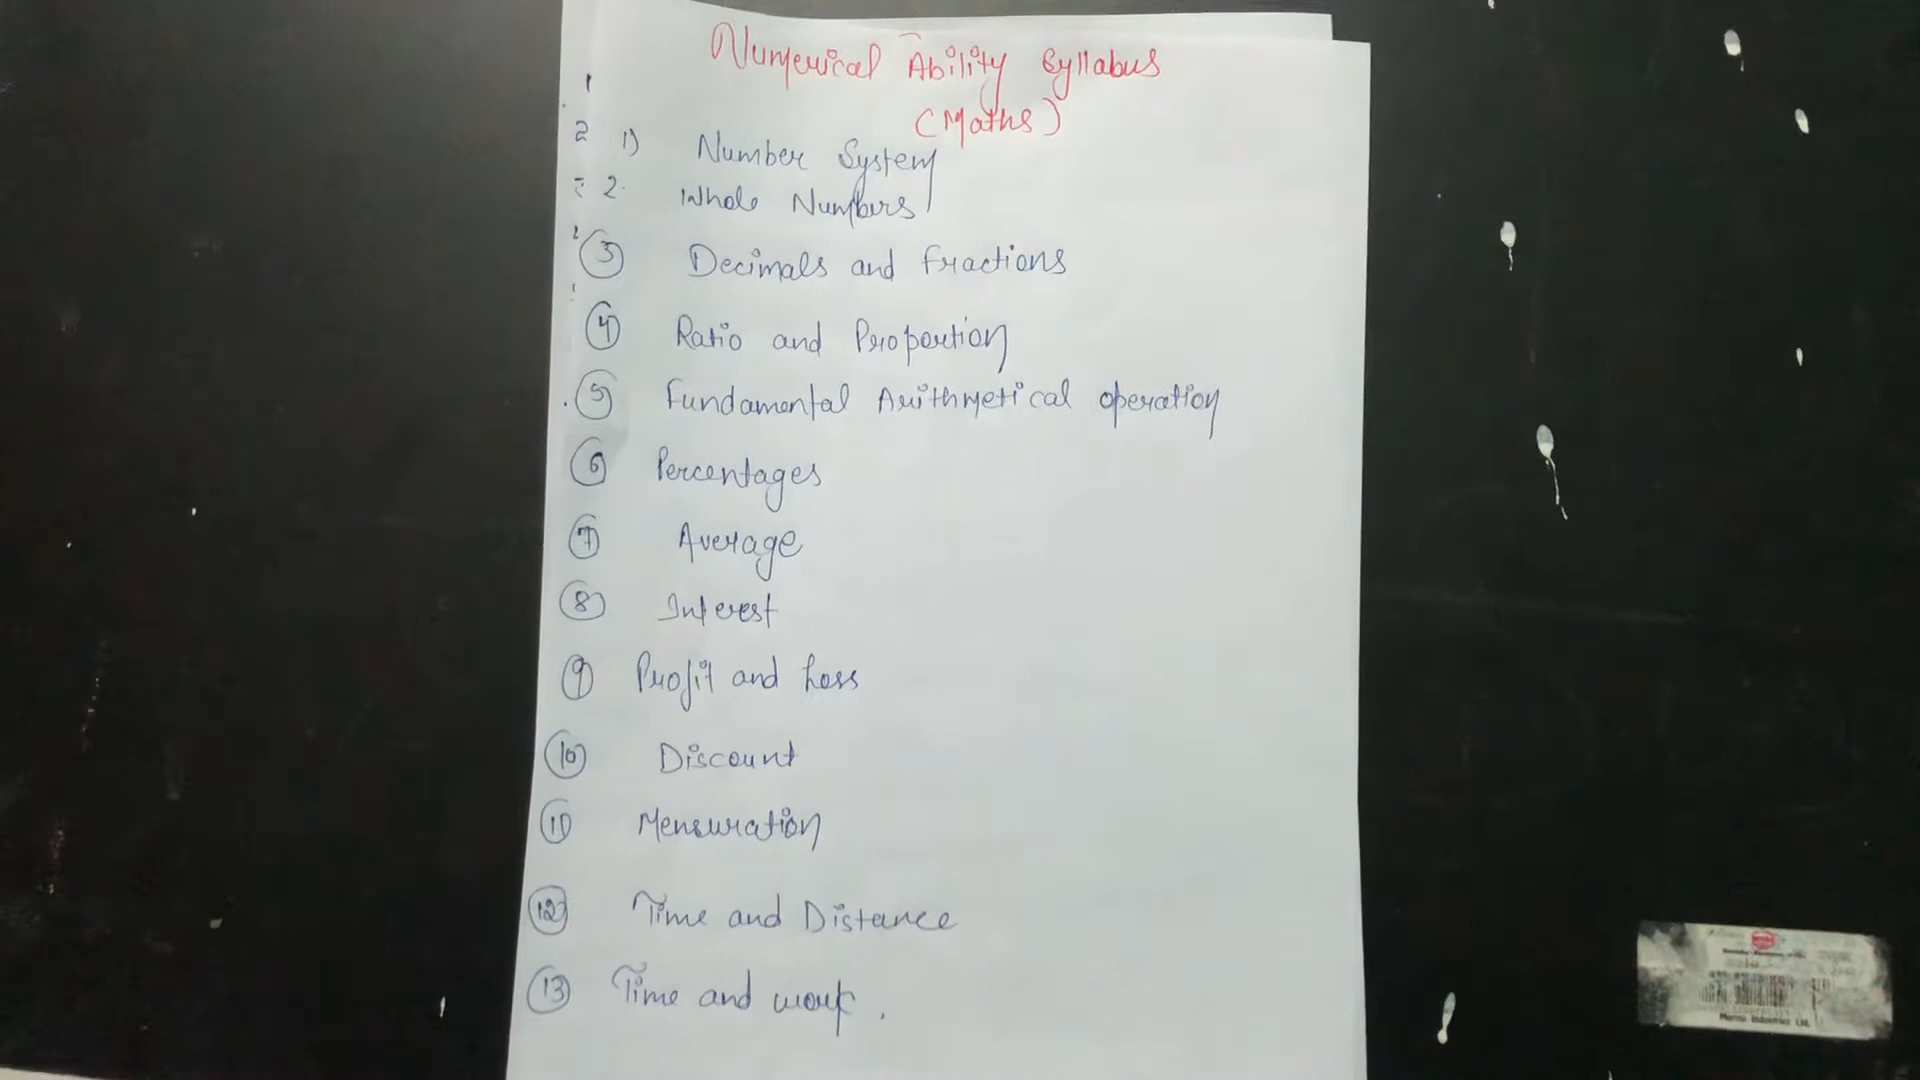 Numerical Ability Syllabus
(Maths)
1) Number System
2. Whole Numbers
3 Decimals and Fractions
4 Ratio and Proportion
5 Fundamental Arithmetical operation
6 Percentages
7 Average
8 Interest
9 Profit and Loss
10 Discount
11 Mensuration
12 Time and Distance
13 Time and work.